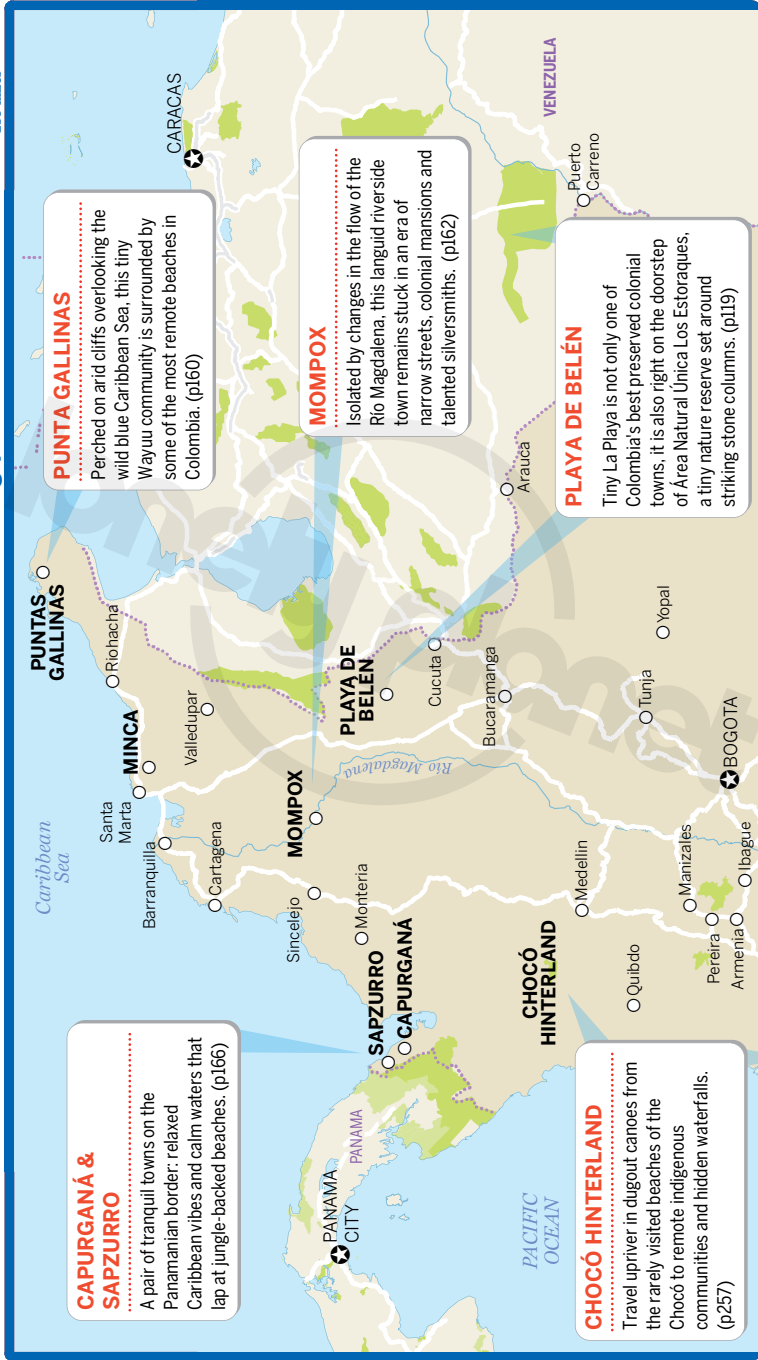 CAPURGANÁ &
SAPZURRO
A pair of tranquil towns on the
Panamanian border: relaxed
Caribbean vibes and calm waters that
lap at jungle-backed beaches. (p166)
PUNTA GALLINAS
Perched on arid cliffs overlooking the
wild blue Caribbean Sea, this tiny
Wayuu community is surrounded by
some of the most remote beaches in
Colombia. (p160)
MOMPOX
Isolated by changes in the flow of the
Río Magdalena, this languid riverside
town remains stuck in an era of
narrow streets, colonial mansions and
talented silversmiths. (p162)
PLAYA DE BELÉN
Tiny La Playa is not only one of
Colombia's best preserved colonial
towns, it is also right on the doorstep
of Área Natural Única Los Estoraques,
a tiny nature reserve set around
striking stone columns. (p119)
CHOCÓ HINTERLAND
Travel upriver in dugout canoes from
the rarely visited beaches of the
Chocó to remote indigenous
communities and hidden waterfalls.
(p257)
Caribbean
Sea
PUNTAS
GALLINAS
Riohacha
CARACAS
Santa
Marta
MINCA
Barranquilla
Valledupar
Cartagena
MOMPOX
Sincelejo
Monteria
Río Magdalena
PLAYA DE
BELÉN
Cucuta
Bucaramanga
Arauca
VENEZUELA
Puerto
Carreno
PANAMA
CITY
PANAMA
SAPZURRO
CAPURGANÁ
PACIFIC
OCEAN
CHOCÓ
HINTERLAND
Medellin
Quibdo
Manizales
Pereira
Armenia
Ibague
Tunja
Yopal
BOGOTA